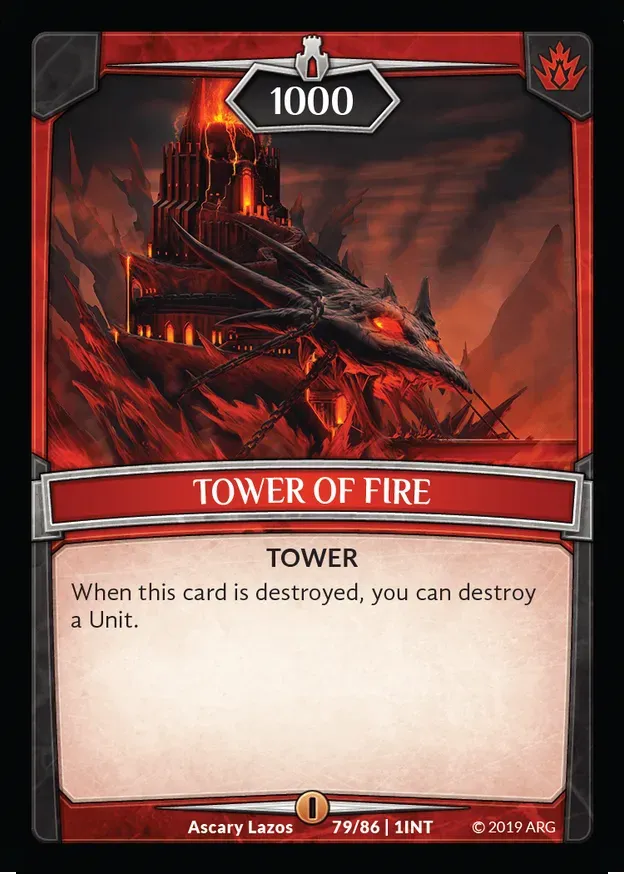 1000
TOWER OF FIRE
TOWER
When this card is destroyed, you can destroy
a Unit.
Ascary Lazos 79/86 | 1INT © 2019 ARG